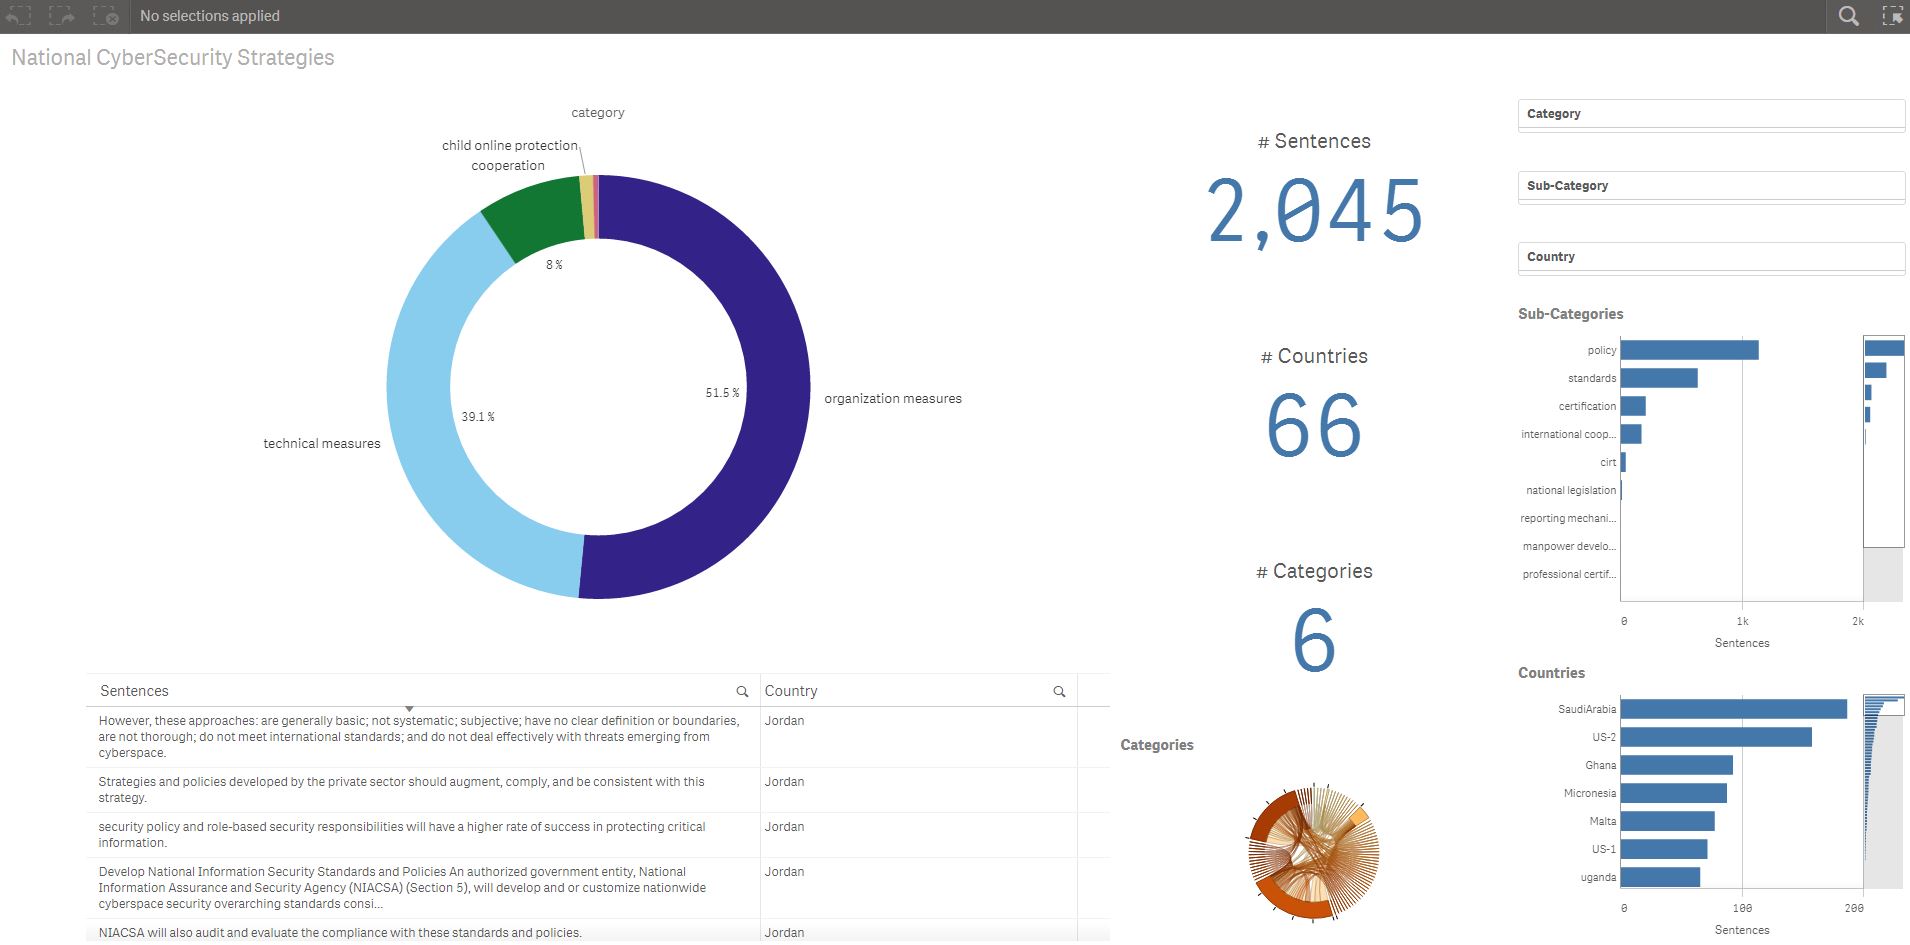 No selections applied
National CyberSecurity Strategies
category
child online protection
cooperation
8 %
51.5 %
39.1 %
organization measures
technical measures
# Sentences
2,045
# Countries
66
# Categories
6
Category
Sub-Category
Country
Sub-Categories
policy
standards
certification
international coop...
cirt
national legislation
reporting mechani...
manpower develo...
professional certif...
0 1k 2k
Sentences
Countries
SaudiArabia
US-2
Ghana
Micronesia
Malta
US-1
uganda
0 100 200
Sentences
Sentences Country
However, these approaches: are generally basic; not systematic; subjective; have no clear definition or boundaries, Jordan
are not thorough; do not meet international standards; and do not deal effectively with threats emerging from
cyberspace.
Strategies and policies developed by the private sector should augment, comply, and be consistent with this Jordan
strategy.
security policy and role-based security responsibilities will have a higher rate of success in protecting critical Jordan
information.
Develop National Information Security Standards and Policies An authorized government entity, National Jordan
Information Assurance and Security Agency (NIACSA) (Section 5), will develop and or customize nationwide
cyberspace security overarching standards consi...
NIACSA will also audit and evaluate the compliance with these standards and policies. Jordan
Categories